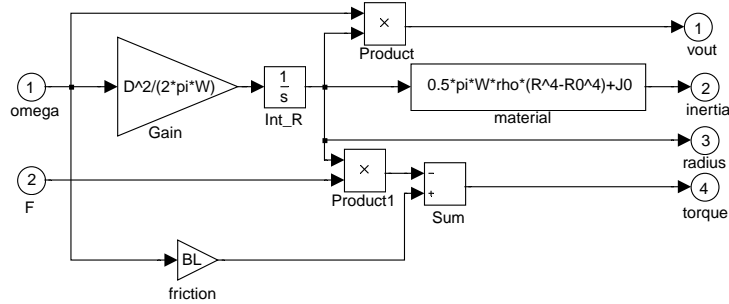 ×
1
Product
vout
1
omega
D^2/(2*pi*W)
Gain
1
s
Int_R
0.5*pi*W*rho*(R^4-R0^4)+J0
material
2
inertia
3
radius
2
F
×
Product1
−
+
Sum
4
torque
BL
friction